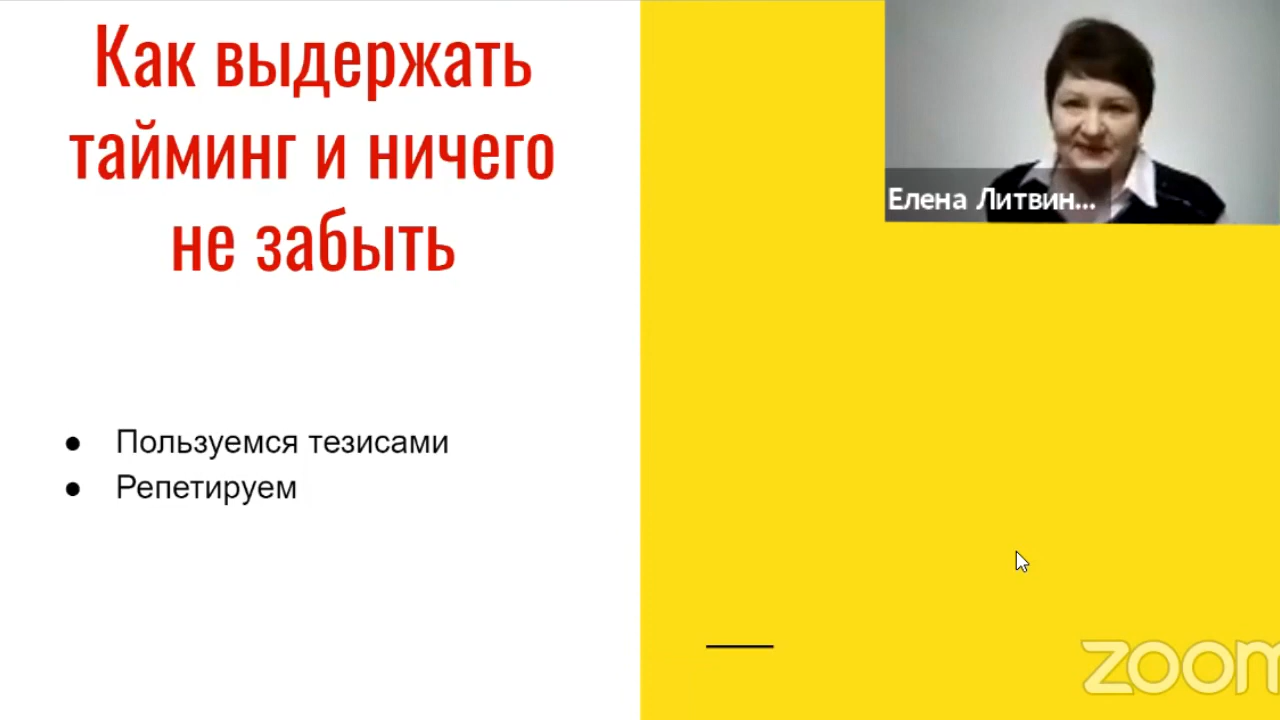 Как выдержать
тайминг и ничего
не забыть
● Пользуемся тезисами
● Репетируем
Елена Литвин...
zoom